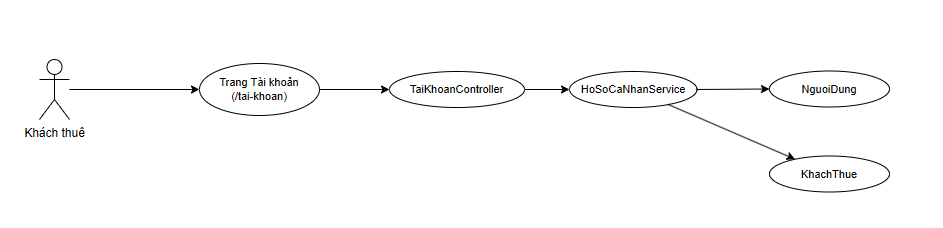 Khách thuê
Trang Tài khoản
(/tai-khoan)
TaiKhoanController
HoSoCaNhanService
NguoiDung
KhachThue